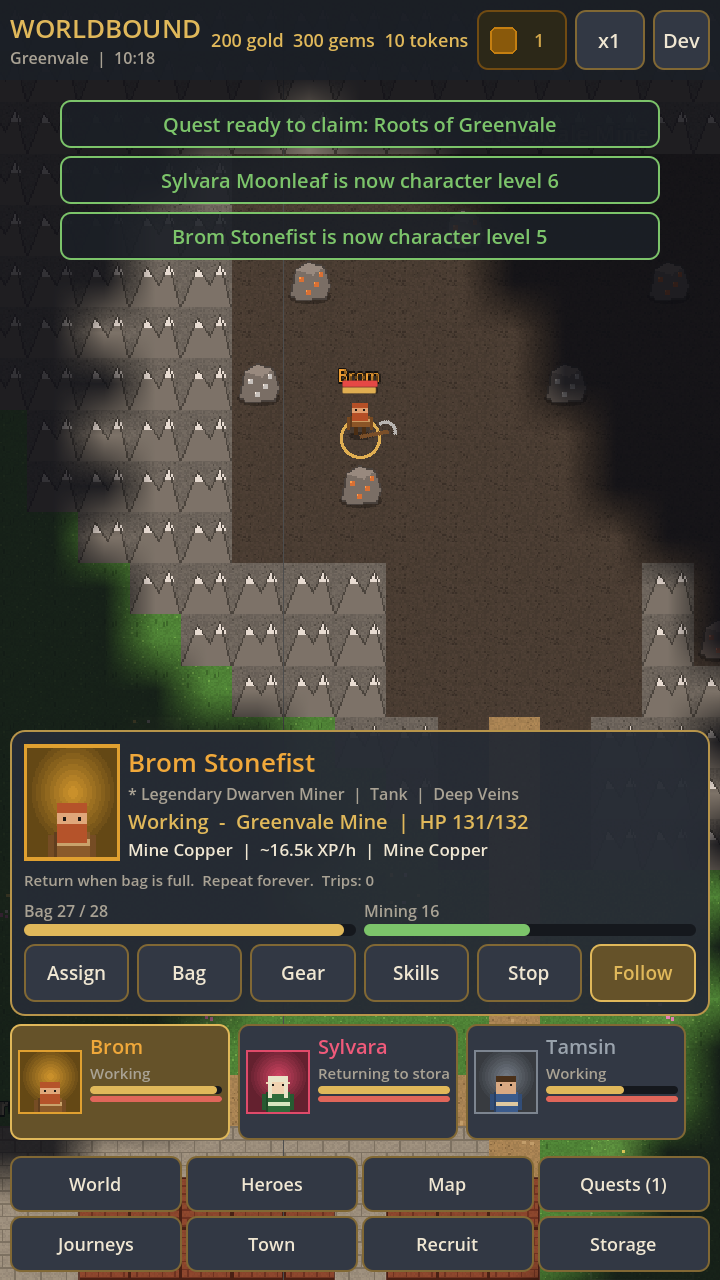 WORLDBOUND
200 gold 300 gems 10 tokens
1
x1
Dev
Greenvale | 10:18
Quest ready to claim: Roots of Greenvale
Sylvara Moonleaf is now character level 6
Brom Stonefist is now character level 5
Brom
Brom Stonefist
* Legendary Dwarven Miner | Tank | Deep Veins
Working - Greenvale Mine | HP 131/132
Mine Copper | ~16.5k XP/h | Mine Copper
Return when bag is full. Repeat forever. Trips: 0
Bag 27 / 28
Mining 16
Assign
Bag
Gear
Skills
Stop
Follow
Brom
Working
Sylvara
Returning to stora
Tamsin
Working
World
Heroes
Map
Quests (1)
Journeys
Town
Recruit
Storage